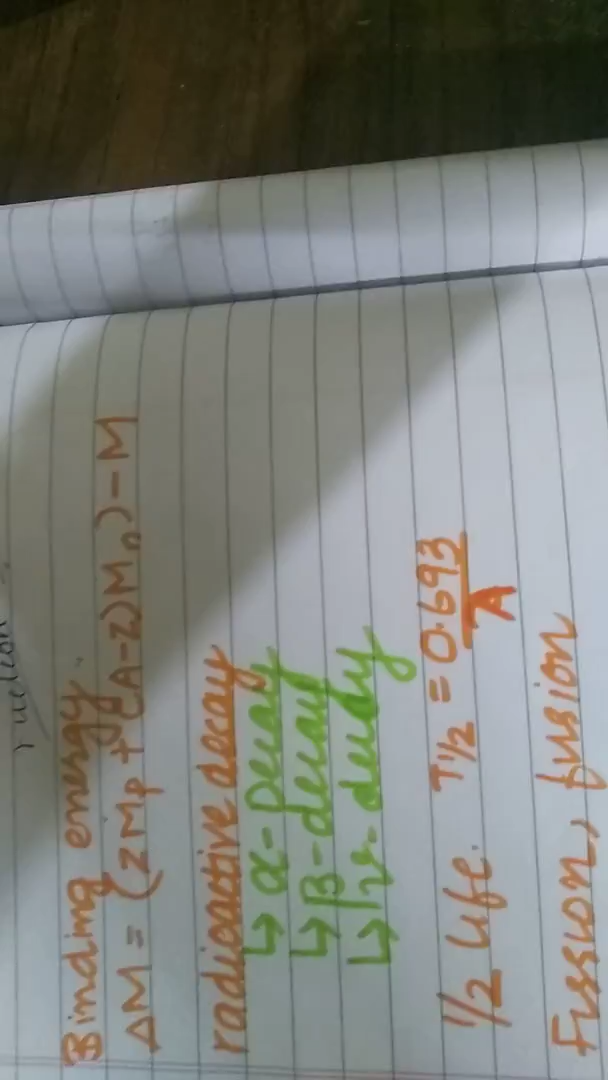 nucleon
Binding energy.
ΔM = (ZMp + (A-Z)Mn) - M
radioactive decay
↳ α-Decay
↳ β-decay
↳ γ-decay
1/2 life. T1/2 = 0.693/λ
fission, fusion